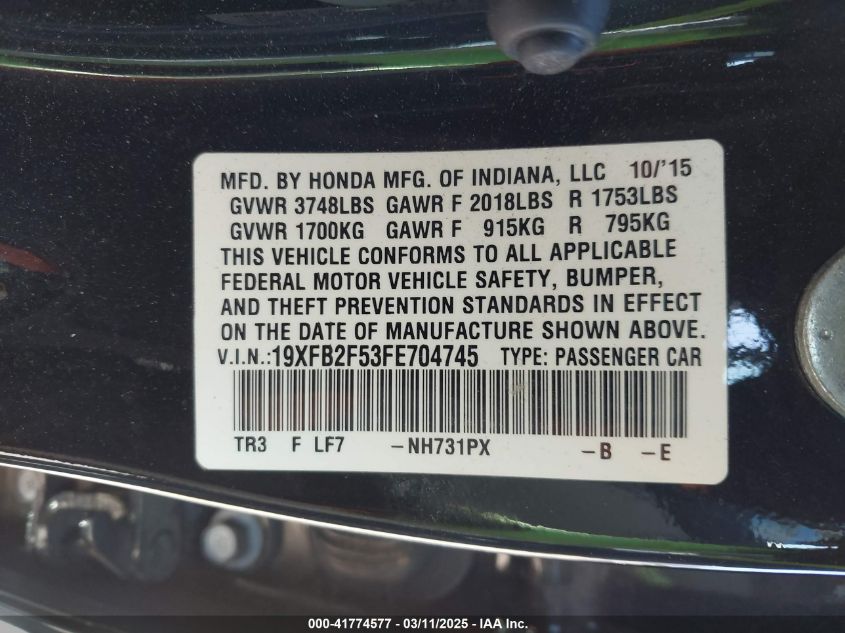 MFD. BY HONDA MFG. OF INDIANA, LLC 10/'15
GVWR 3748LBS GAWR F 2018LBS R 1753LBS
GVWR 1700KG GAWR F 915KG R 795KG
THIS VEHICLE CONFORMS TO ALL APPLICABLE
FEDERAL MOTOR VEHICLE SAFETY, BUMPER,
AND THEFT PREVENTION STANDARDS IN EFFECT
ON THE DATE OF MANUFACTURE SHOWN ABOVE.
V.I.N.:19XFB2F53FE704745 TYPE: PASSENGER CAR
TR3 F LF7 -NH731PX -B -E
000-41774577 - 03/11/2025 - IAA Inc.